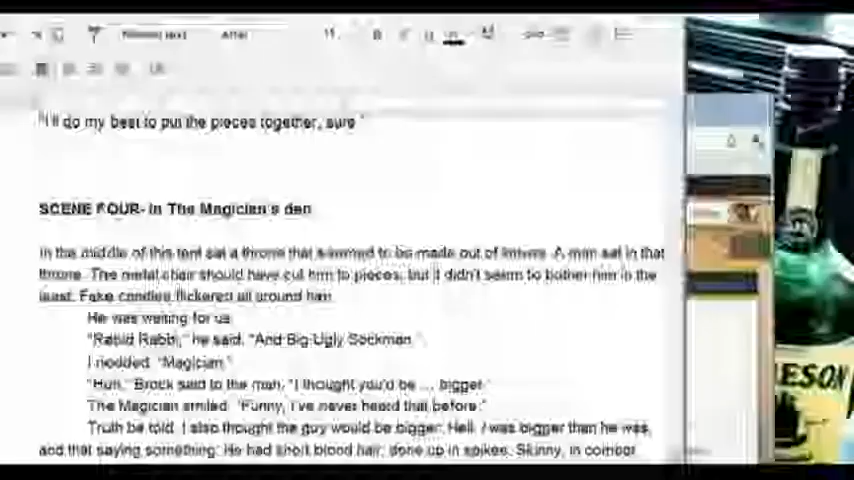 Normal text Arial 11 B I U A
"I'll do my best to put the pieces together, sure."
SCENE FOUR- In The Magician's den
In the middle of this tent sat a throne that seemed to be made out of knives. A man sat in that
throne. The metal chair should have cut him to pieces, but it didn't seem to bother him in the
least. Fake candles flickered all around him.
He was waiting for us.
"Rabid Rabbi," he said. "And Big Ugly Sockman."
I nodded. "Magician."
"Huh," Brock said to the man, "I thought you'd be ... bigger."
The Magician smiled. "Funny, I've never heard that before."
Truth be told, I also thought the guy would be bigger. Hell, I was bigger than he was,
and that saying something. He had short blood hair, done up in spikes. Skinny, in combat
ESON